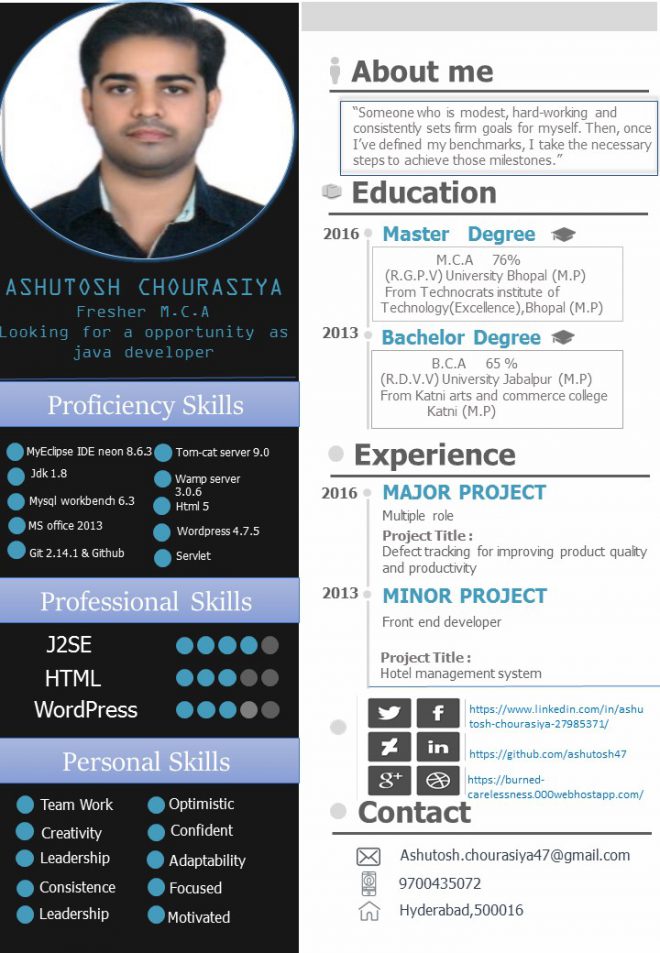 ASHUTOSH CHOURASIYA
Fresher M.C.A
Looking for a opportunity as
java developer
Proficiency Skills
MyEclipse IDE neon 8.6.3
Jdk 1.8
Mysql workbench 6.3
MS office 2013
Git 2.14.1 & Github
Tom-cat server 9.0
Wamp server
3.0.6
Html 5
Wordpress 4.7.5
Servlet
Professional Skills
J2SE
HTML
WordPress
Personal Skills
Team Work
Creativity
Leadership
Consistence
Leadership
Optimistic
Confident
Adaptability
Focused
Motivated
About me
“Someone who is modest, hard-working and
consistently sets firm goals for myself. Then, once
I’ve defined my benchmarks, I take the necessary
steps to achieve those milestones.”
Education
2016 Master Degree
M.C.A 76%
(R.G.P.V) University Bhopal (M.P)
From Technocrats institute of
Technology(Excellence),Bhopal (M.P)
2013 Bachelor Degree
B.C.A 65 %
(R.D.V.V) University Jabalpur (M.P)
From Katni arts and commerce college
Katni (M.P)
Experience
2016 MAJOR PROJECT
Multiple role
Project Title :
Defect tracking for improving product quality
and productivity
2013 MINOR PROJECT
Front end developer
Project Title :
Hotel management system
https://www.linkedin.com/in/ashu
tosh-chourasiya-27985371/
https://github.com/ashutosh47
https://burned-
carelessness.000webhostapp.com/
Contact
Ashutosh.chourasiya47@gmail.com
9700435072
Hyderabad,500016